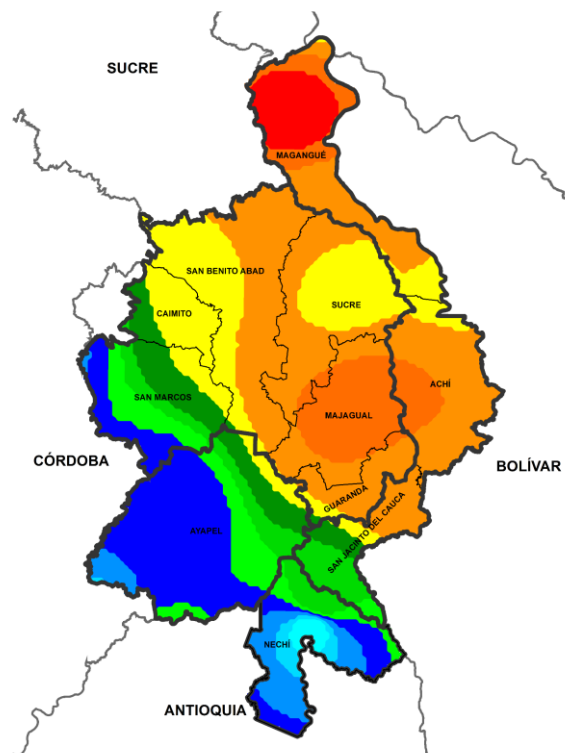 SUCRE
MAGANGUÉ
SAN BENITO ABAD
CAIMITO
SUCRE
ACHÍ
SAN MARCOS
MAJAGUAL
CÓRDOBA
BOLÍVAR
GUARANDA
SAN JACINTO DEL CAUCA
AYAPEL
NECHÍ
ANTIOQUIA